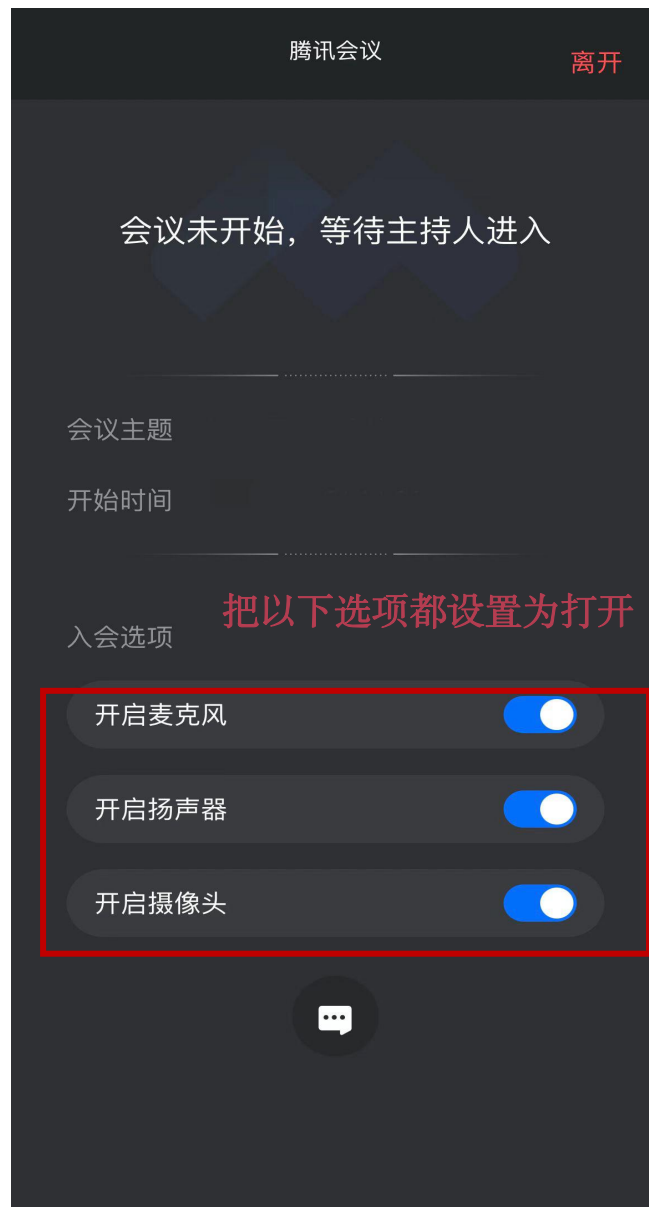 腾讯会议
离开
会议未开始，等待主持人进入
会议主题
开始时间
把以下选项都设置为打开
入会选项
开启麦克风
开启扬声器
开启摄像头